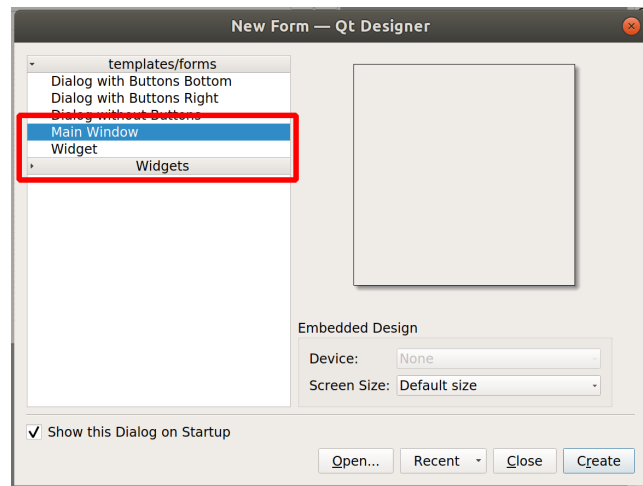 New Form — Qt Designer
templates/forms
Dialog with Buttons Bottom
Dialog with Buttons Right
Dialog without Buttons
Main Window
Widget
Widgets
Embedded Design
Device: None
Screen Size: Default size
Show this Dialog on Startup
Open... Recent Close Create